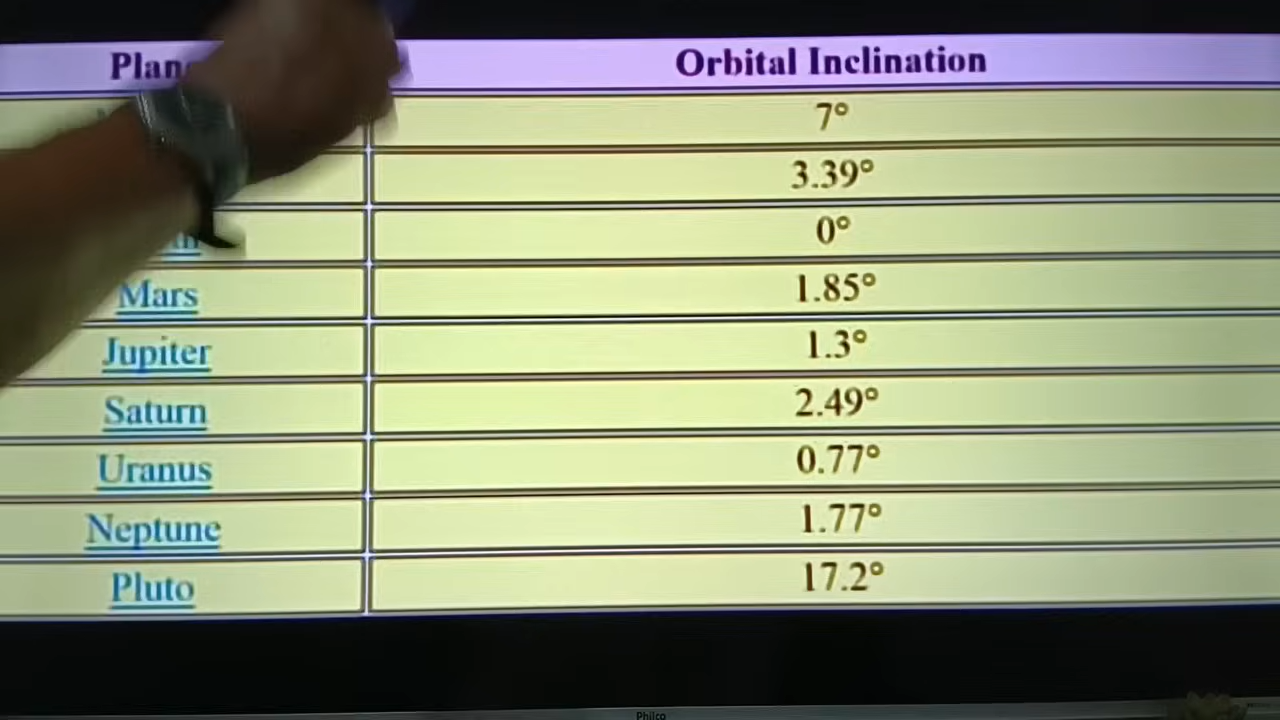 Orbital Inclination
7°
3.39°
0°
Mars 1.85°
Jupiter 1.3°
Saturn 2.49°
Uranus 0.77°
Neptune 1.77°
Pluto 17.2°
Philco